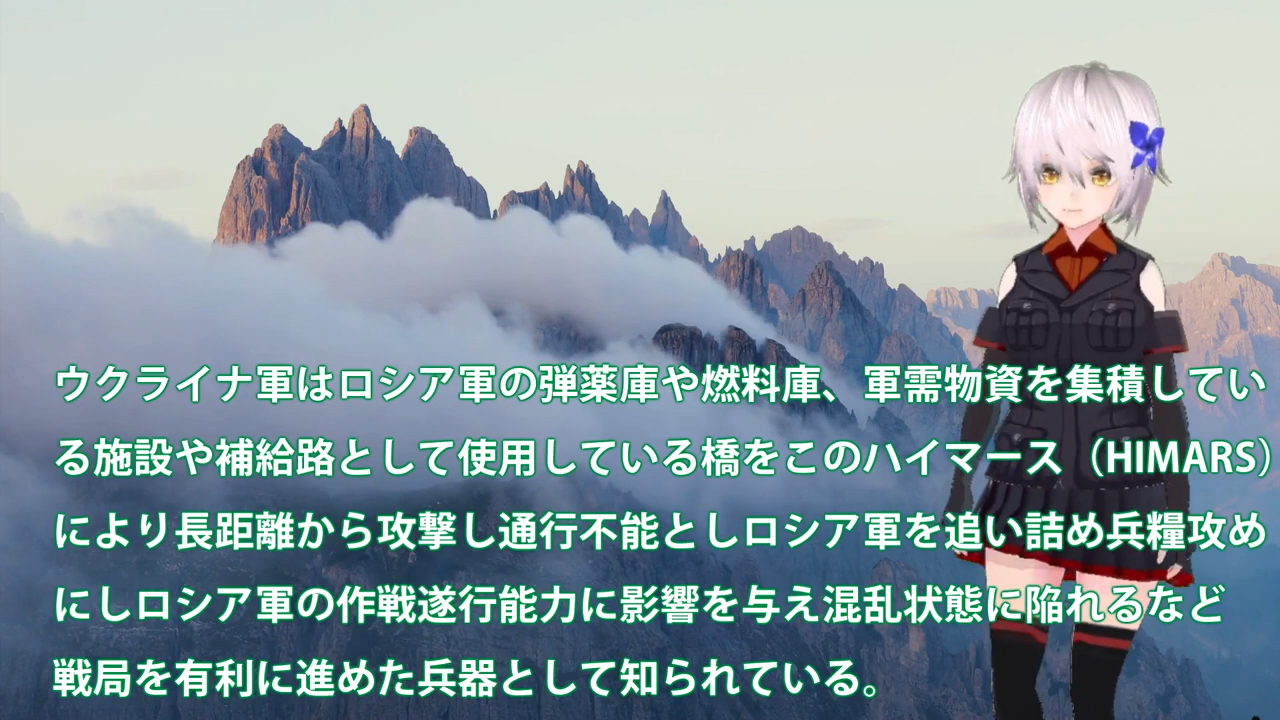 ウクライナ軍はロシア軍の弾薬庫や燃料庫、軍需物資を集積してい
る施設や補給路として使用している橋をこのハイマース（HIMARS）
により長距離から攻撃し通行不能としロシア軍を追い詰め兵糧攻め
にしロシア軍の作戦遂行能力に影響を与え混乱状態に陥れるなど
戦局を有利に進めた兵器として知られている。